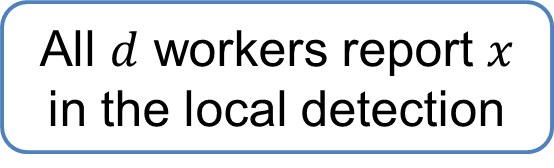 All d workers report x
in the local detection